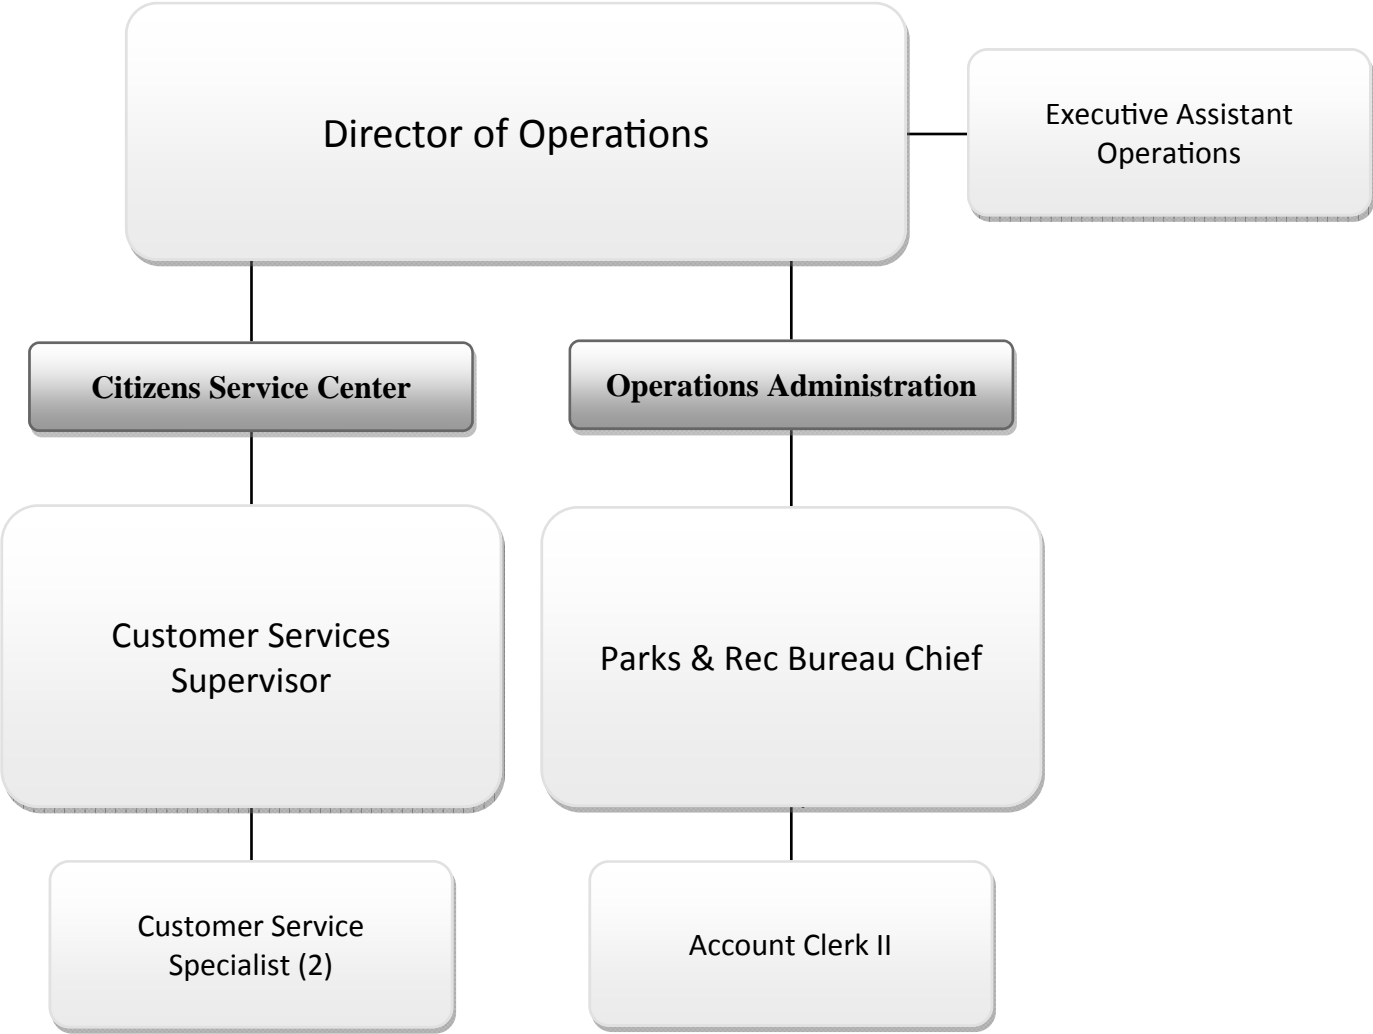 Director of Operations
Executive Assistant
Operations
Citizens Service Center
Operations Administration
Customer Services
Supervisor
Parks & Rec Bureau Chief
Customer Service
Specialist (2)
Account Clerk II